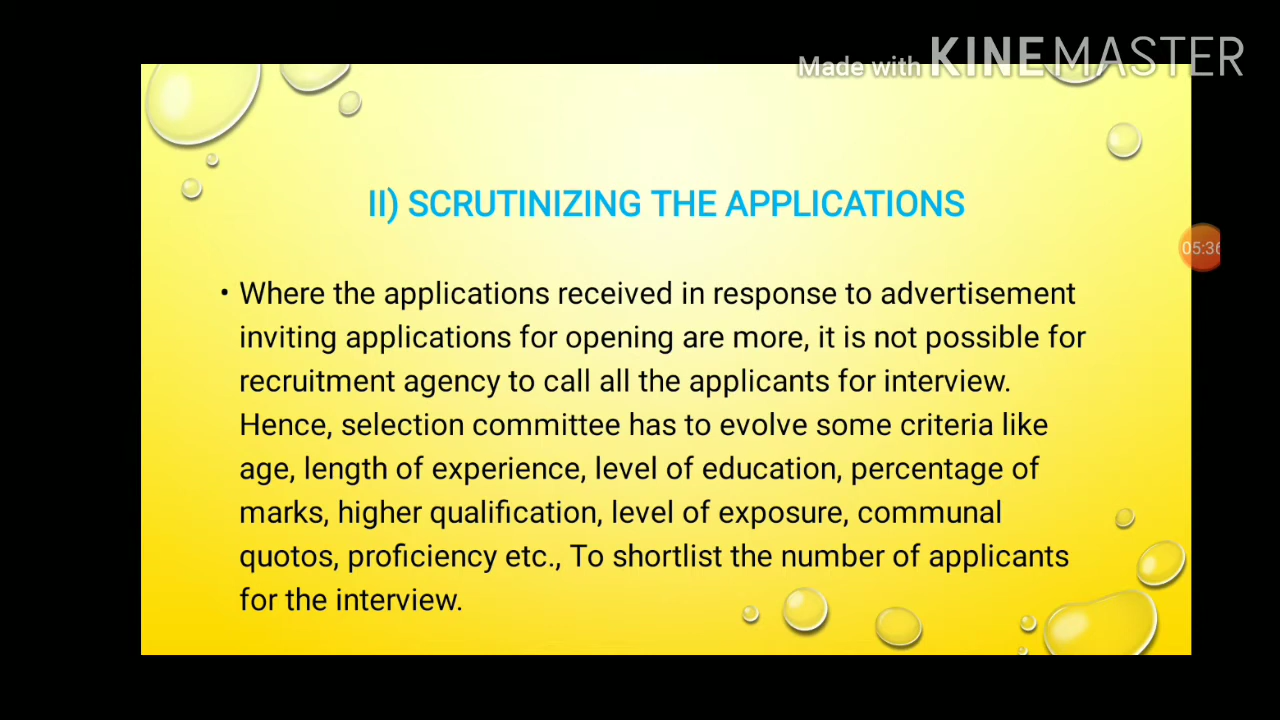 Made with KINEMASTER
II) SCRUTINIZING THE APPLICATIONS
05:36
• Where the applications received in response to advertisement
inviting applications for opening are more, it is not possible for
recruitment agency to call all the applicants for interview.
Hence, selection committee has to evolve some criteria like
age, length of experience, level of education, percentage of
marks, higher qualification, level of exposure, communal
quotos, proficiency etc., To shortlist the number of applicants
for the interview.